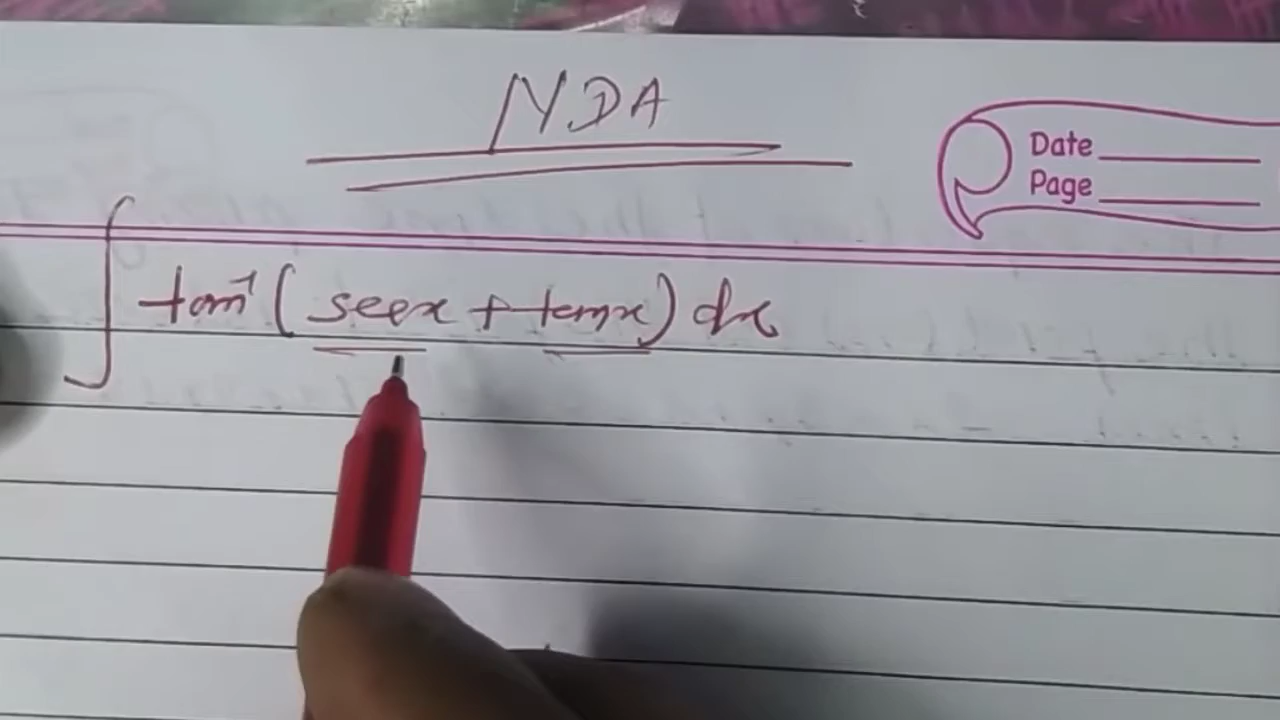 NDA
Date
Page
∫ tan⁻¹ ( secx + tanx ) dx